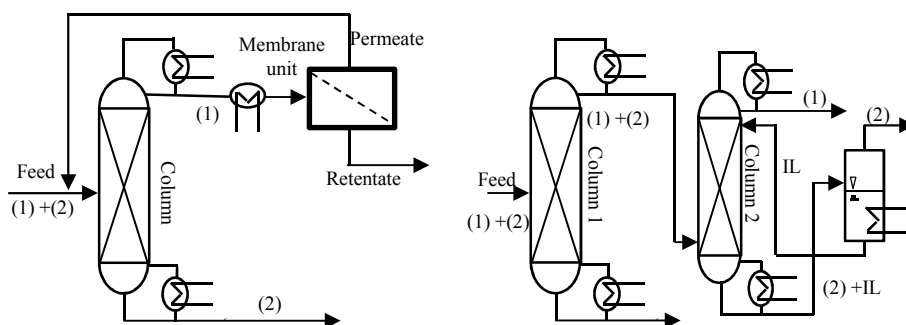 Membrane
unit
Permeate
(1)
Feed
(1) +(2)
Column
Retentate
(2)
Feed
(1) +(2)
(1) +(2)
Column 1
Column 2
(1)
(2)
IL
(2) +IL